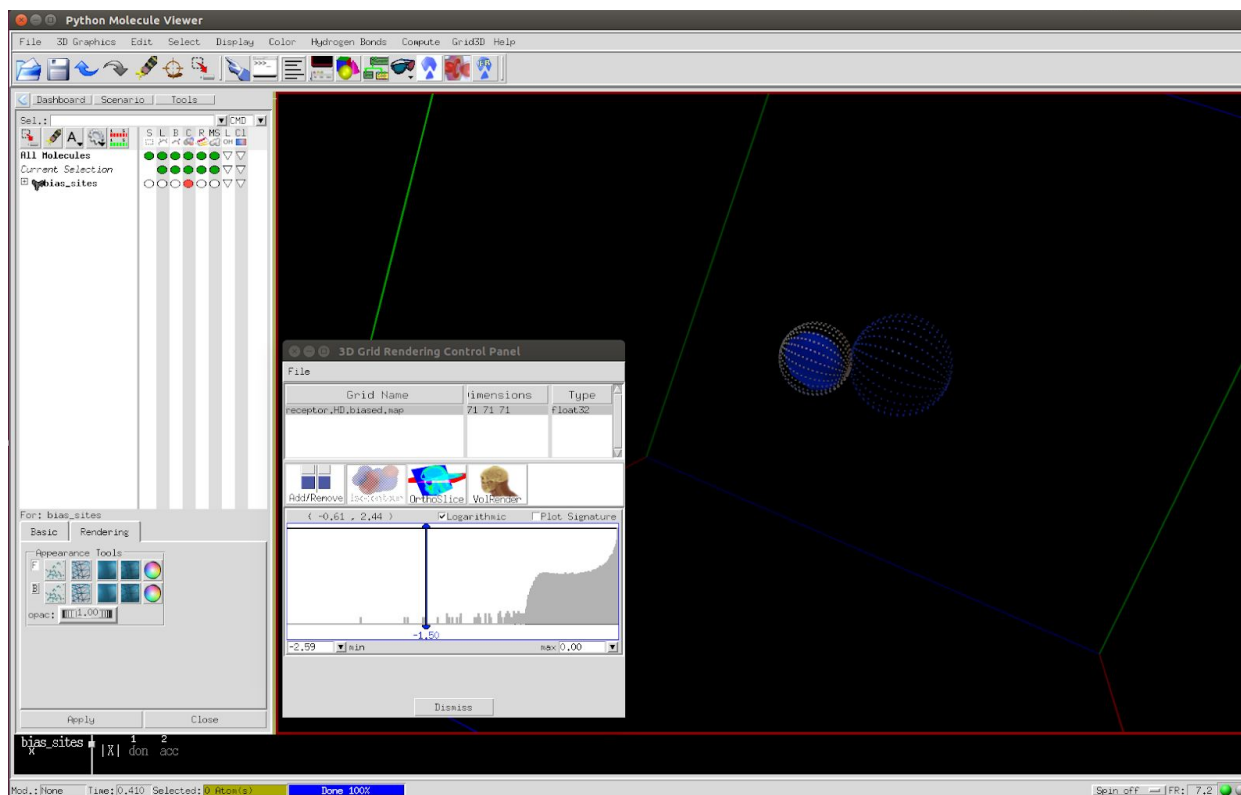 Python Molecule Viewer
File 3D Graphics Edit Select Display Color Hydrogen Bonds Compute Grid3D Help
Dashboard Scenario Tools
Sel.: CMD
S L B C R MS L Cl
All Molecules
Current Selection
bias_sites
3D Grid Rendering Control Panel
File
Grid Name imensions Type
receptor.HD.biased.map 71 71 71 float32
Add/Remove Isocontour OrthoSlice VolRender
( -0.61 , 2.44 ) Logarithmic Plot Signature
-1.50
-2.59 min max 0.00
Dismiss
For: bias_sites
Basic Rendering
Appearance Tools
F
B
opac: 1.00
Apply Close
bias_sites 1 2
x |X| don acc
Mod.: None Time: 0.410 Selected: 0 Atom(s) Done 100% Spin off FR: 7.2